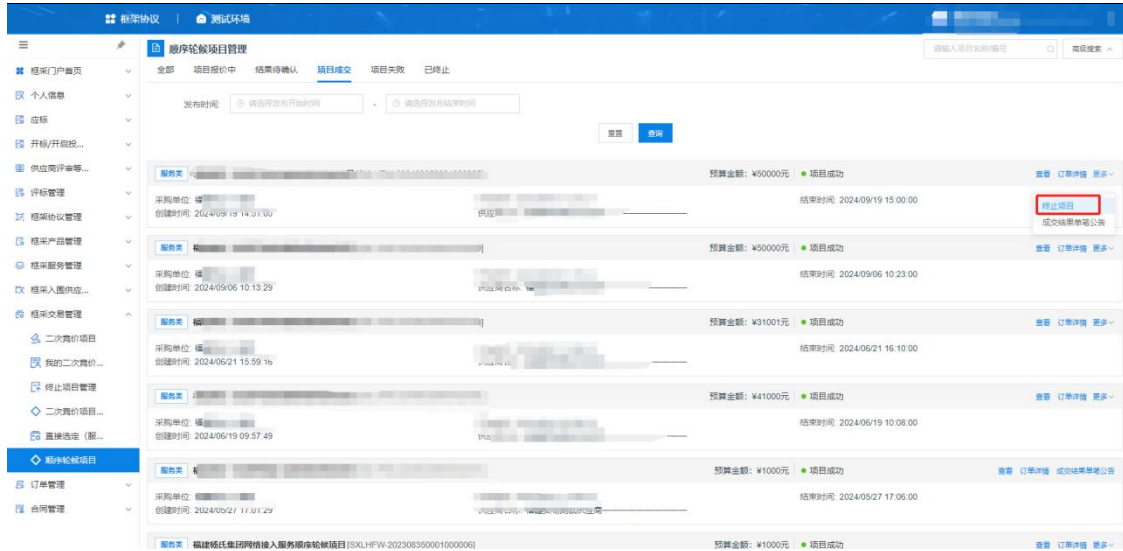 框架协议 | 测试环境
顺序轮候项目管理
请输入项目名称/编号
高级搜索
全部 项目报价中 结果待确认 项目成交 项目失败 已终止
发布时间: 请选择发布开始时间 - 请选择发布结束时间
重置 查询
框采门户首页
个人信息
应标
开标/开启投...
供应商评审等...
评标管理
框架协议管理
框采产品管理
框采服务管理
框采入围供应...
框采交易管理
二次竞价项目
我的二次竞价...
终止项目管理
二次竞价项目...
直接选定（服...
顺序轮候项目
订单管理
合同管理
服务类 预算金额: ¥50000元 项目成功 查看 订单详情 更多
采购单位: 福
创建时间: 2024/09/19 14:51:00
供应
结束时间: 2024/09/19 15:00:00
终止项目
成交结果单笔公告
服务类 预算金额: ¥50000元 项目成功 查看 订单详情 更多
采购单位: 福
创建时间: 2024/09/06 10:13:29
供应商名称: 福
结束时间: 2024/09/06 10:23:00
服务类 预算金额: ¥31001元 项目成功 查看 订单详情 更多
采购单位: 福
创建时间: 2024/06/21 15:59:16
结束时间: 2024/06/21 16:10:00
服务类 预算金额: ¥41000元 项目成功 查看 订单详情 更多
采购单位: 福
创建时间: 2024/06/19 09:57:49
结束时间: 2024/06/19 10:08:00
服务类 预算金额: ¥1000元 项目成功 查看 订单详情 成交结果单笔公告
采购单位:
创建时间: 2024/05/27 17:01:29
结束时间: 2024/05/27 17:06:00
服务类 福建杨氏集团网络接入服务顺序轮候项目 [SXLHFW-202308350001000006] 预算金额: ¥1000元 项目成功 查看 订单详情 更多